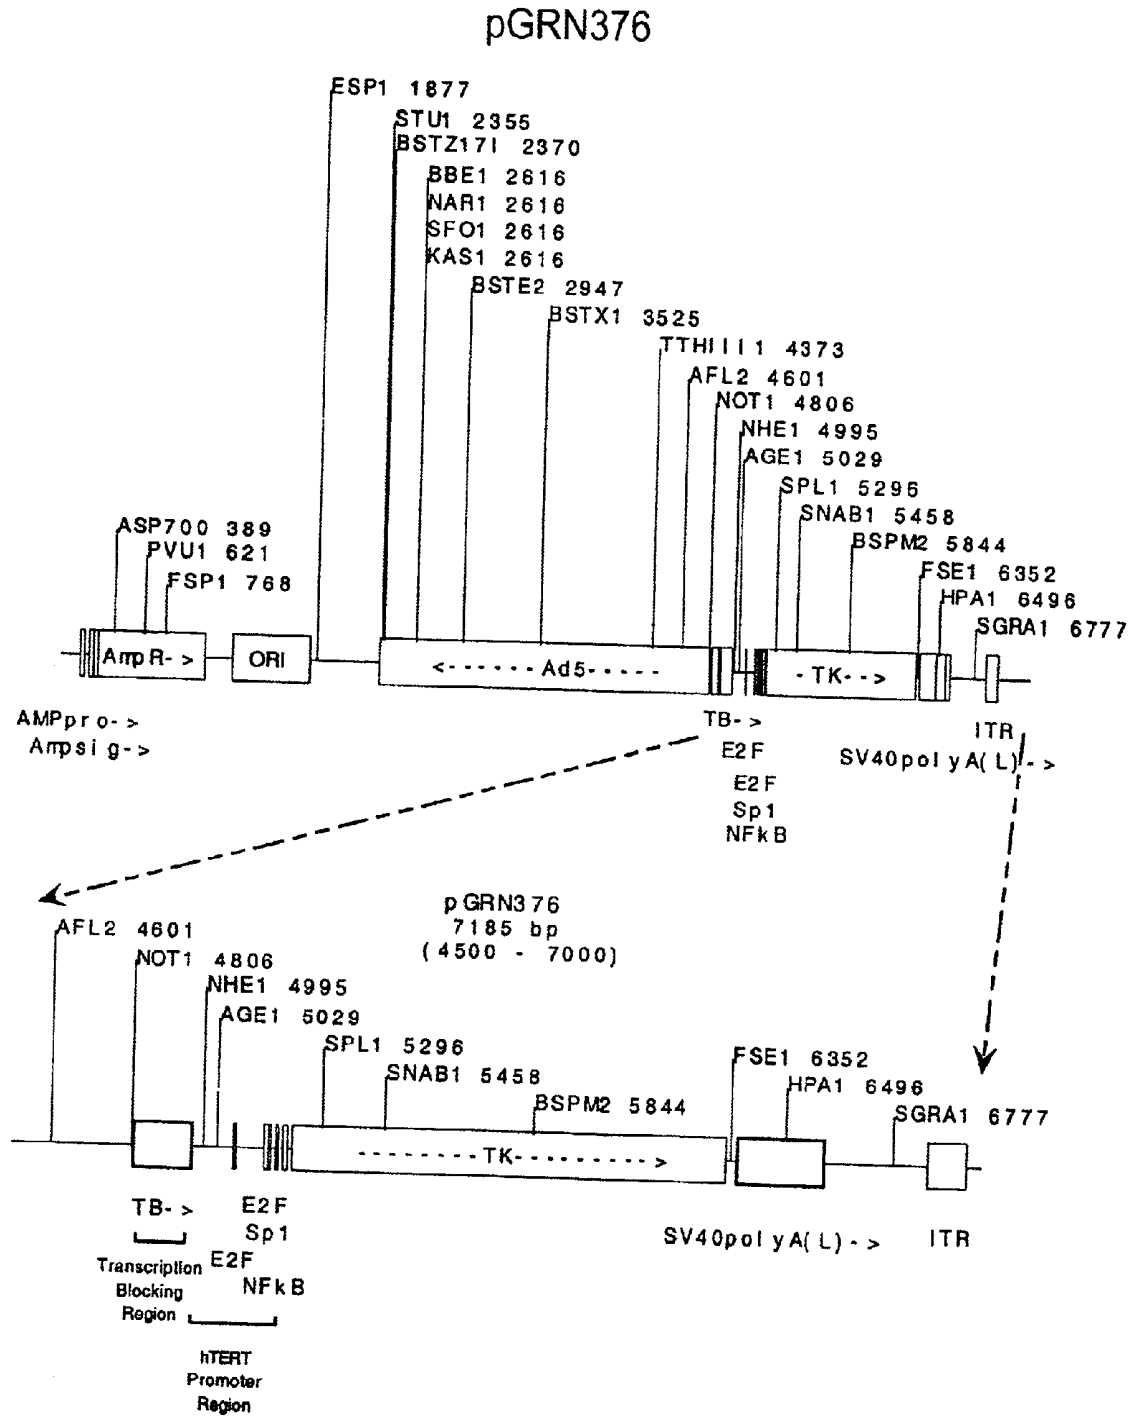 pGRN376
ESP1 1877
STU1 2355
BSTZ17I 2370
BBE1 2616
NAR1 2616
SFO1 2616
KAS1 2616
BSTE2 2947
BSTX1 3525
TTHIII1 4373
AFL2 4601
NOT1 4806
NHE1 4995
AGE1 5029
SPL1 5296
SNAB1 5458
BSPM2 5844
FSE1 6352
HPA1 6496
SGRA1 6777
ASP700 389
PVU1 621
FSP1 768
AmpR- >
ORI
<- - - - - - Ad5- - - - -
- TK- - >
AMPpro- >
Ampsig- >
TB- >
E2F
E2F
Sp1
NFkB
ITR
SV40polyA(L)- >
pGRN376
7185 bp
(4500 - 7000)
AFL2 4601
NOT1 4806
NHE1 4995
AGE1 5029
SPL1 5296
SNAB1 5458
BSPM2 5844
FSE1 6352
HPA1 6496
SGRA1 6777
- - - - - - - - TK- - - - - - - - - >
TB- >
E2F
Sp1
E2F
NFkB
SV40polyA(L)- >
ITR
Transcription
Blocking
Region
hTERT
Promoter
Region